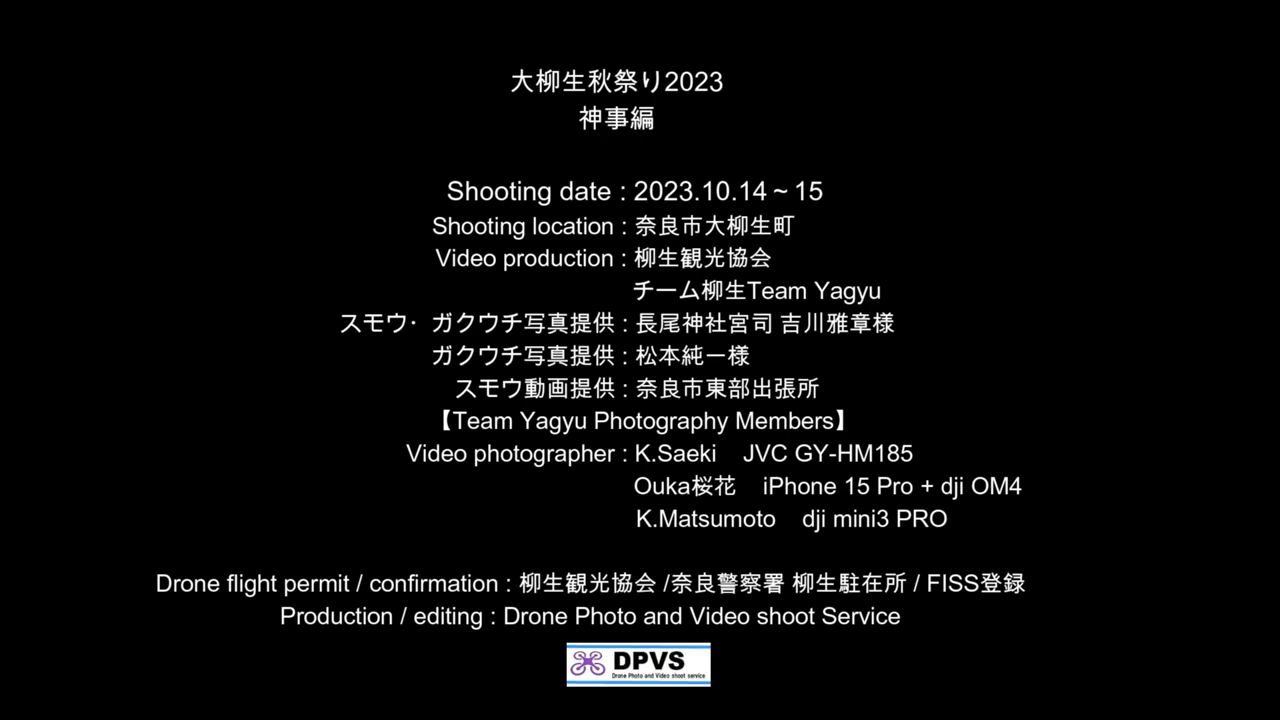 大柳生秋祭り2023
神事編
Shooting date : 2023.10.14～15
Shooting location : 奈良市大柳生町
Video production : 柳生観光協会
チーム柳生Team Yagyu
スモウ・ガクウチ写真提供 : 長尾神社宮司 吉川雅章様
ガクウチ写真提供 : 松本純一様
スモウ動画提供 : 奈良市東部出張所
【Team Yagyu Photography Members】
Video photographer : K.Saeki JVC GY-HM185
Ouka桜花 iPhone 15 Pro + dji OM4
K.Matsumoto dji mini3 PRO
Drone flight permit / confirmation : 柳生観光協会 /奈良警察署 柳生駐在所 / FISS登録
Production / editing : Drone Photo and Video shoot Service
DPVS
Drone Photo and Video shoot service